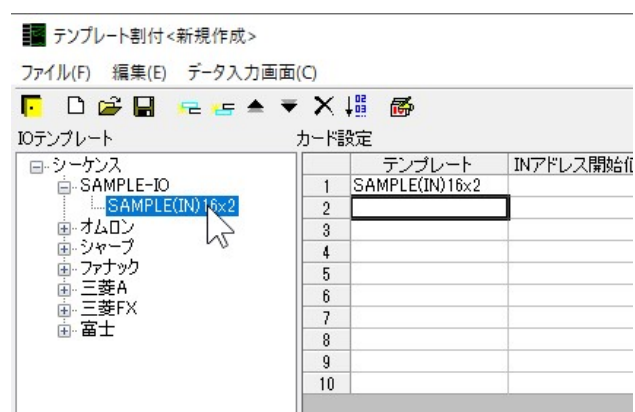 テンプレート割付<新規作成>
ファイル(F) 編集(E) データ入力画面(C)
IOテンプレート カード設定
シーケンス
SAMPLE-IO
SAMPLE(IN)16x2
オムロン
シャープ
ファナック
三菱A
三菱FX
富士
テンプレート INアドレス開始
1 SAMPLE(IN)16x2
2
3
4
5
6
7
8
9
10